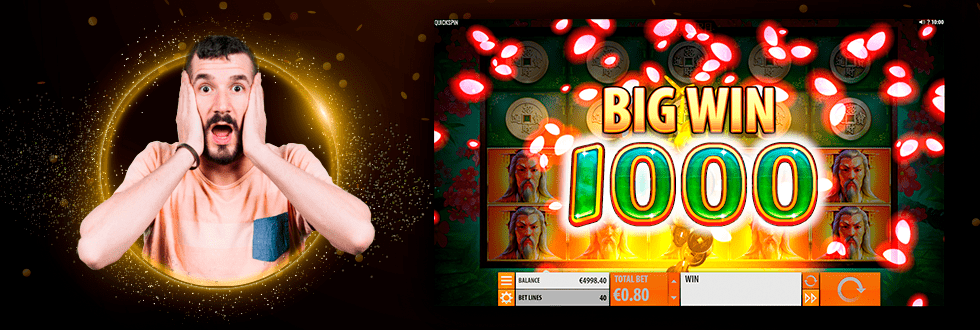 QUICKSPIN
? 10:00
BIG WIN
1000
BALANCE €4998.40
BET LINES 40
TOTAL BET
€0.80
WIN